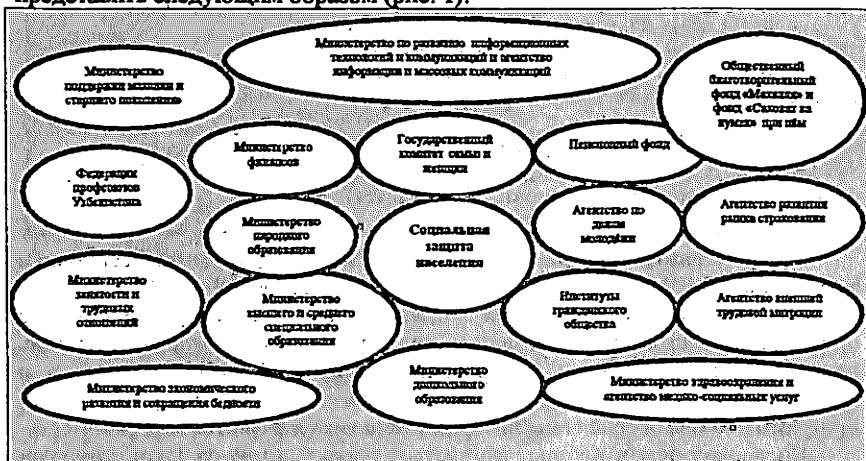 представить следующим образом (рис. 1).
Министерство по развитию информационных
технологий и коммуникаций и агентство
информации и массовых коммуникаций
Министерство
поддержки махалли и
старшего поколения
Общественный
благотворительный
фонд «Махалла» и
фонд «Саховат ва
кумак» при нём
Министерство
финансов
Государственный
комитет семьи и
женщин
Пенсионный фонд
Федерация
профсоюзов
Узбекистана
Министерство
народного
образования
Социальная
защита
населения
Агентство по
делам
молодёжи
Агентство развития
рынка страхования
Министерство
занятости и
трудовых
отношений
Министерство
высшего и среднего
специального
образования
Институты
гражданского
общества
Агентство внешней
трудовой миграции
Министерство экономического
развития и сокращения бедности
Министерство
дошкольного
образования
Министерство здравоохранения и
агентство медико-социальных услуг